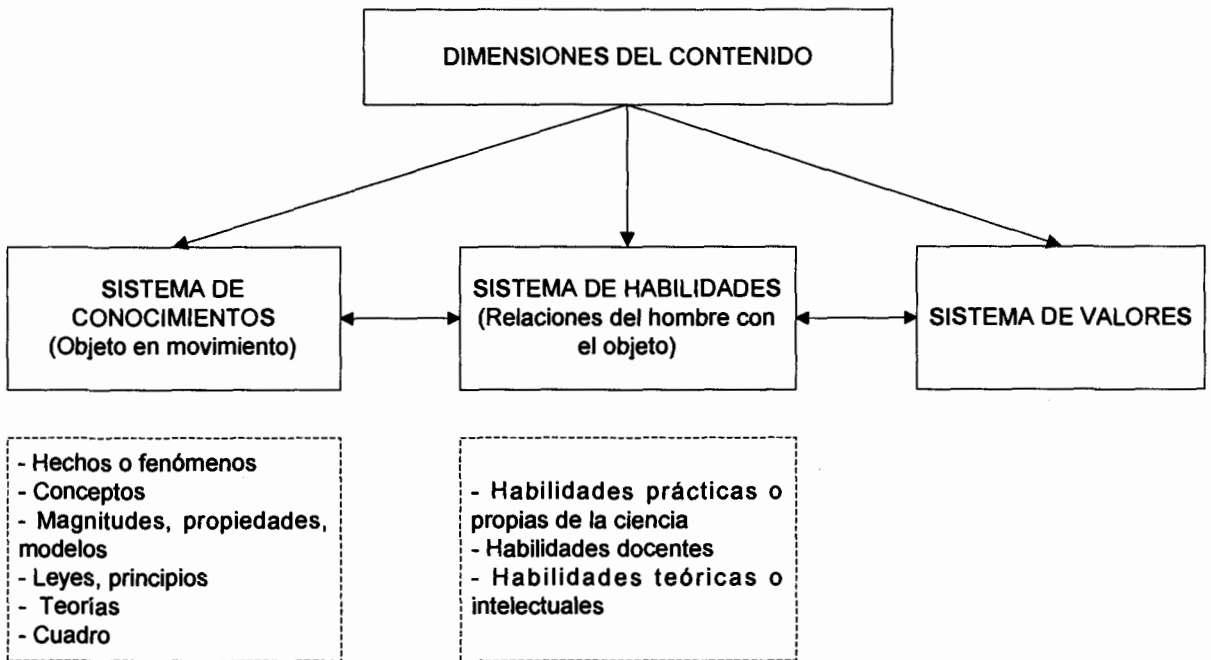 DIMENSIONES DEL CONTENIDO
SISTEMA DE
CONOCIMIENTOS
(Objeto en movimiento)
SISTEMA DE HABILIDADES
(Relaciones del hombre con
el objeto)
SISTEMA DE VALORES
- Hechos o fenómenos
- Conceptos
- Magnitudes, propiedades,
modelos
- Leyes, principios
- Teorías
- Cuadro
- Habilidades prácticas o
propias de la ciencia
- Habilidades docentes
- Habilidades teóricas o
intelectuales